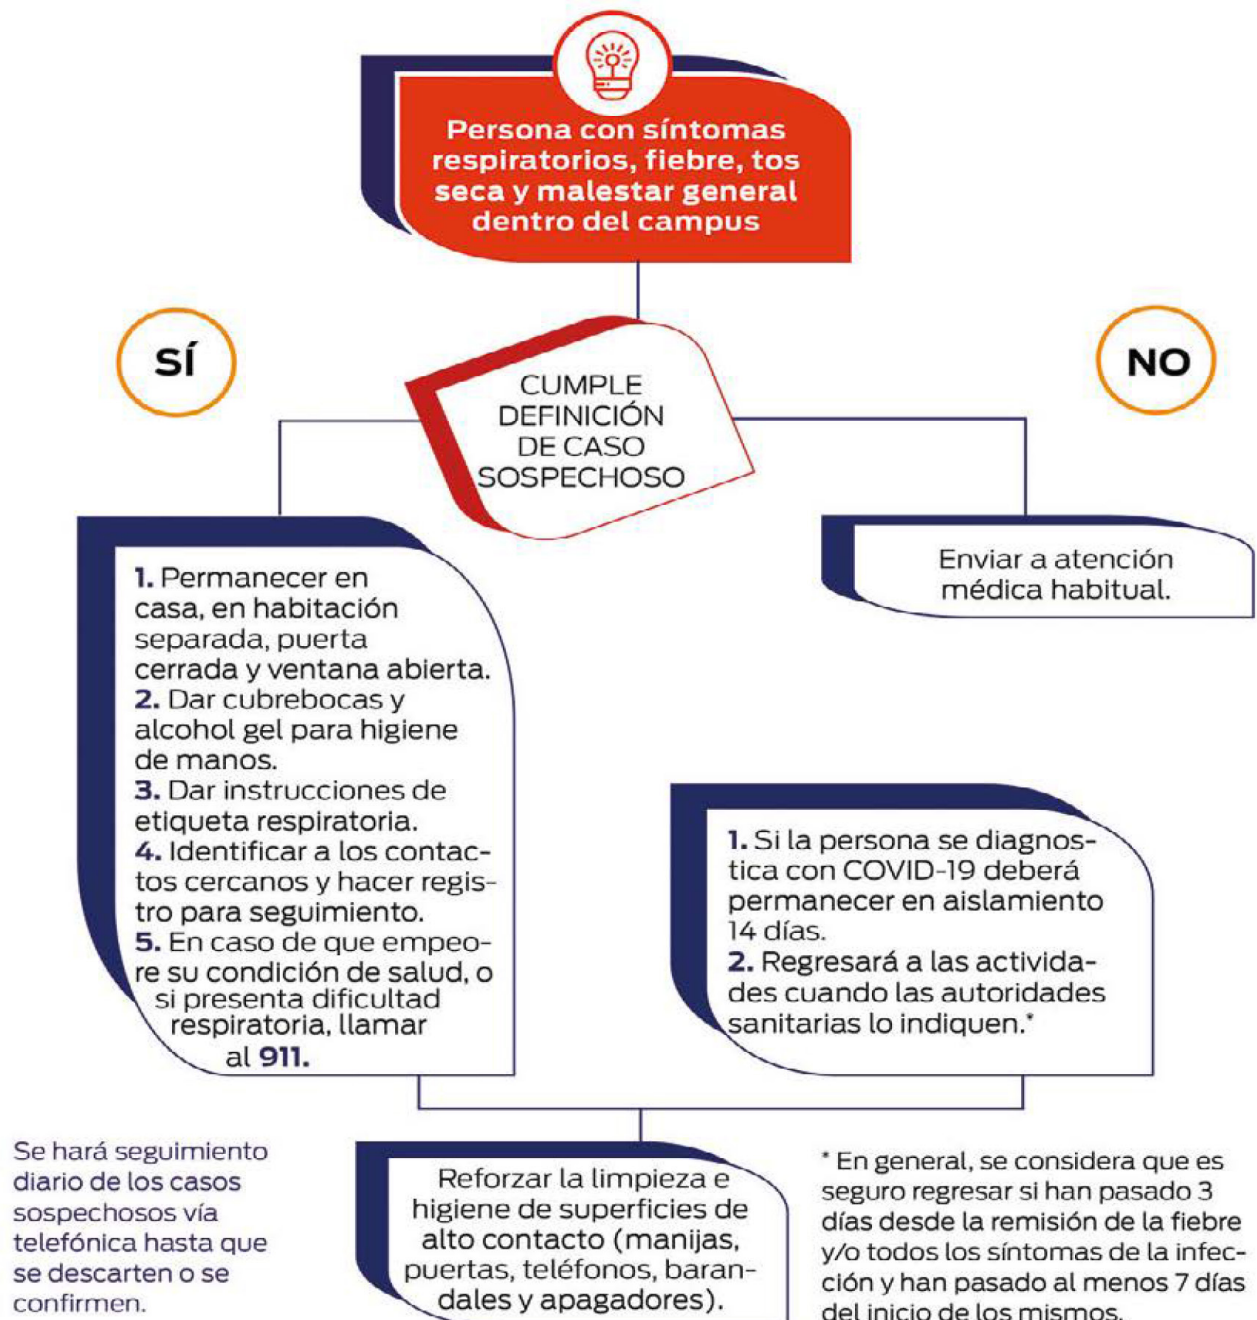 Persona con síntomas
respiratorios, fiebre, tos
seca y malestar general
dentro del campus
SÍ
NO
CUMPLE
DEFINICIÓN
DE CASO
SOSPECHOSO
Enviar a atención
médica habitual.
1. Permanecer en
casa, en habitación
separada, puerta
cerrada y ventana abierta.
2. Dar cubrebocas y
alcohol gel para higiene
de manos.
3. Dar instrucciones de
etiqueta respiratoria.
4. Identificar a los contac-
tos cercanos y hacer regis-
tro para seguimiento.
5. En caso de que empeo-
re su condición de salud, o
si presenta dificultad
respiratoria, llamar
al 911.
1. Si la persona se diagnos-
tica con COVID-19 deberá
permanecer en aislamiento
14 días.
2. Regresará a las activida-
des cuando las autoridades
sanitarias lo indiquen.*
Se hará seguimiento
diario de los casos
sospechosos vía
telefónica hasta que
se descarten o se
confirmen.
Reforzar la limpieza e
higiene de superficies de
alto contacto (manijas,
puertas, teléfonos, baran-
dales y apagadores).
* En general, se considera que es
seguro regresar si han pasado 3
días desde la remisión de la fiebre
y/o todos los síntomas de la infec-
ción y han pasado al menos 7 días
del inicio de los mismos.